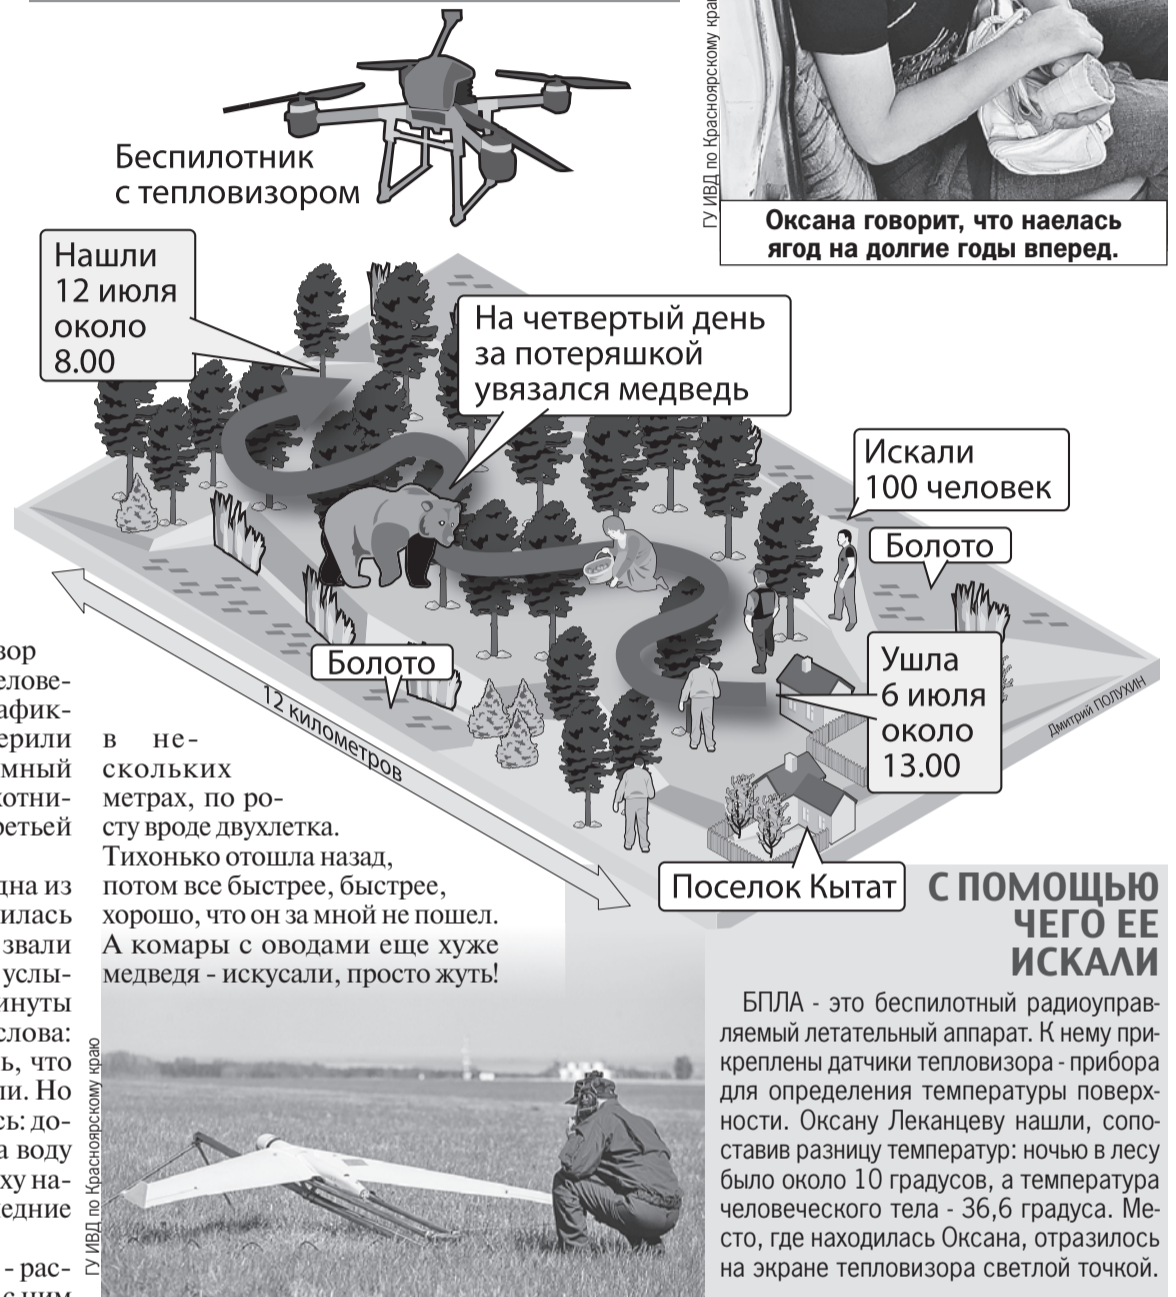 ГУ ИВД по Красноярскому краю
Оксана говорит, что наелась
ягод на долгие годы вперед.
Беспилотник
с тепловизором
Нашли
12 июля
около
8.00
На четвертый день
за потеряшкой
увязался медведь
Искали
100 человек
Болото
Болото
12 километров
Ушла
6 июля
около
13.00
Дмитрий ПОЛУХИН
Поселок Кытат
в не-
скольких
метрах, по ро-
сту вроде двухлетка.
Тихонько отошла назад,
потом все быстрее, быстрее,
хорошо, что он за мной не пошел.
А комары с оводами еще хуже
медведя - искусали, просто жуть!
ГУ ИВД по Красноярскому краю
С ПОМОЩЬЮ
ЧЕГО ЕЕ
ИСКАЛИ
БПЛА - это беспилотный радиоуправ-
ляемый летательный аппарат. К нему при-
креплены датчики тепловизора - прибора
для определения температуры поверх-
ности. Оксану Леканцеву нашли, сопо-
ставив разницу температур: ночью в лесу
было около 10 градусов, а температура
человеческого тела - 36,6 градуса. Ме-
сто, где находилась Оксана, отразилось
на экране тепловизора светлой точкой.